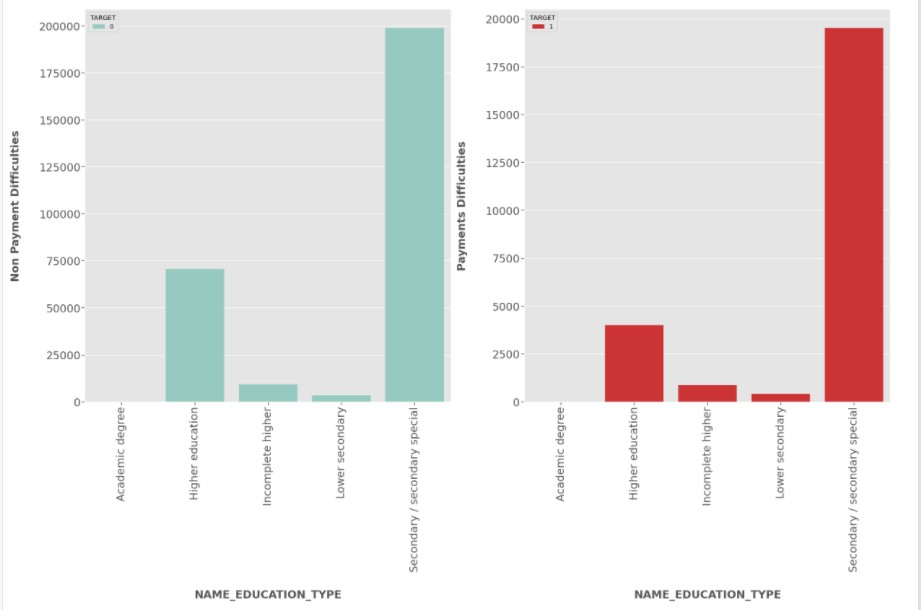 TARGET
0
Non Payment Difficulties
200000
175000
150000
125000
100000
75000
50000
25000
0
Academic degree
Higher education
Incomplete higher
Lower secondary
Secondary / secondary special
NAME_EDUCATION_TYPE
TARGET
1
Payments Difficulties
20000
17500
15000
12500
10000
7500
5000
2500
0
Academic degree
Higher education
Incomplete higher
Lower secondary
Secondary / secondary special
NAME_EDUCATION_TYPE